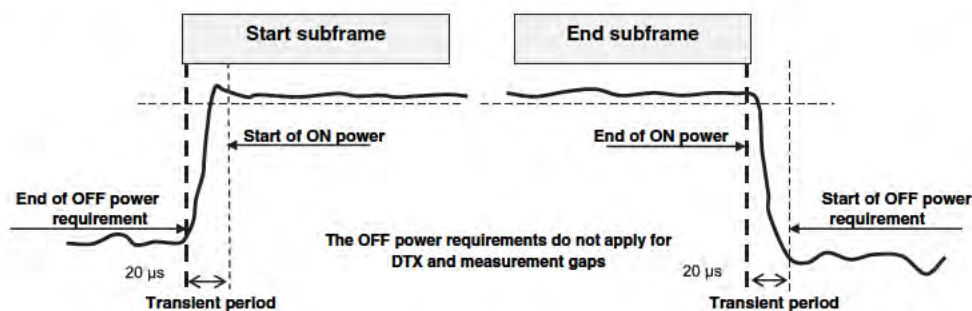 Start subframe
End subframe
Start of ON power
End of ON power
End of OFF power
requirement
Start of OFF power
requirement
The OFF power requirements do not apply for
DTX and measurement gaps
20 µs
20 µs
Transient period
Transient period